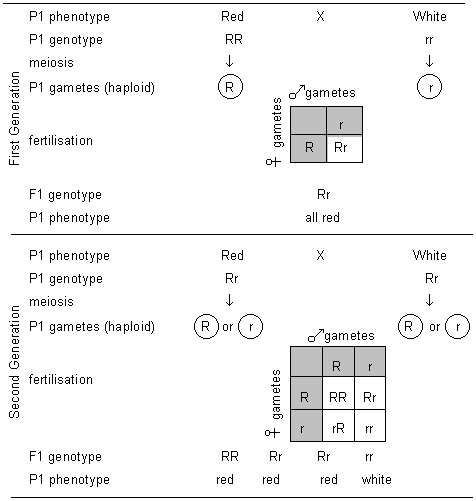 P1 phenotype Red X White
P1 genotype RR rr
meiosis
P1 gametes (haploid) R r
First Generation
♂gametes
♀ gametes
r
fertilisation
R Rr
F1 genotype Rr
P1 phenotype all red
P1 phenotype Red X White
P1 genotype Rr Rr
meiosis
P1 gametes (haploid) R or r R or r
Second Generation
♂gametes
♀ gametes
R r
fertilisation
R RR Rr
r rR rr
F1 genotype RR Rr Rr rr
P1 phenotype red red red white